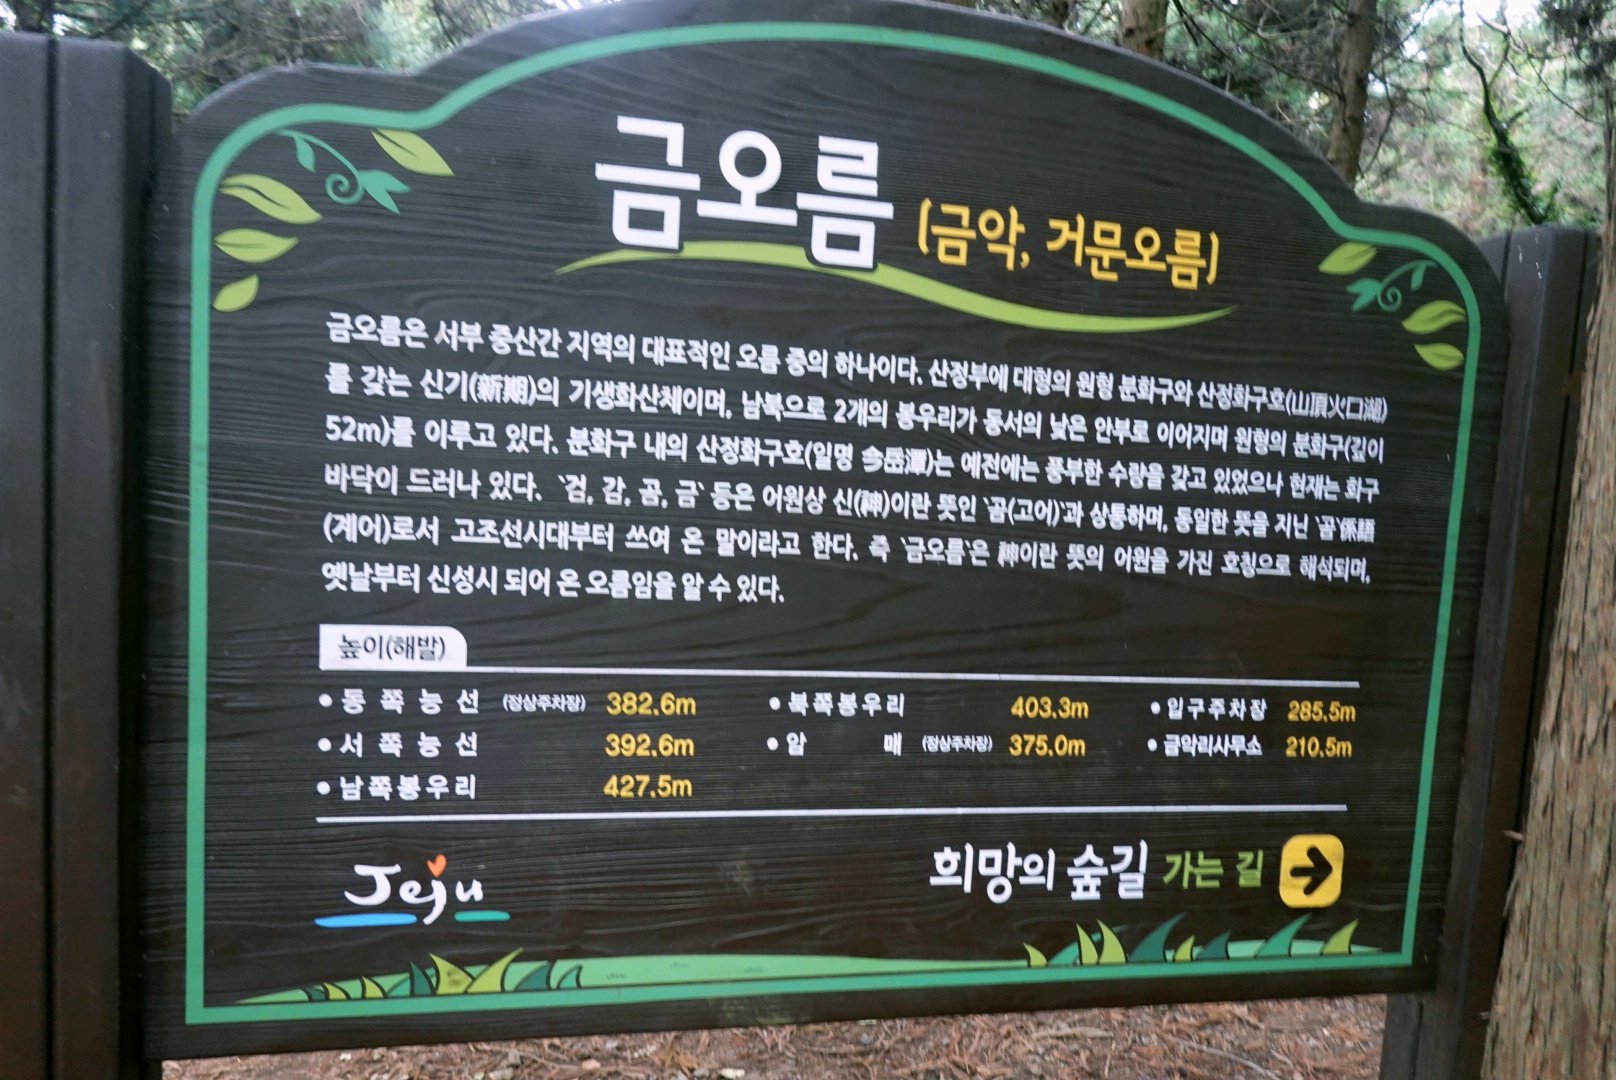 금오름 (금악, 거문오름)
금오름은 서부 중산간 지역의 대표적인 오름 중의 하나이다. 산정부에 대형의 원형 분화구와 산정화구호(山頂火口湖)
를 갖는 신기(新期)의 기생화산체이며, 남북으로 2개의 봉우리가 동서의 낮은 안부로 이어지며 원형의 분화구(깊이
52m)를 이루고 있다. 분화구 내의 산정화구호(일명 今岳潭)는 예전에는 풍부한 수량을 갖고 있었으나 현재는 화구
바닥이 드러나 있다. `검, 감, 곰, 금` 등은 어원상 신(神)이란 뜻인 `곰(고어)`과 상통하며, 동일한 뜻을 지닌 `곰`係語
(계어)로서 고조선시대부터 쓰여 온 말이라고 한다. 즉 `금오름`은 神이란 뜻의 어원을 가진 호칭으로 해석되며,
옛날부터 신성시 되어 온 오름임을 알 수 있다.
높이(해발)
• 동쪽능선 (정상주차장) 382.6m • 북쪽봉우리 403.3m • 입구주차장 285.5m
• 서쪽능선 392.6m • 암매 (정상주차장) 375.0m • 금악리사무소 210.5m
• 남쪽봉우리 427.5m
Jeju 희망의 숲길 가는 길